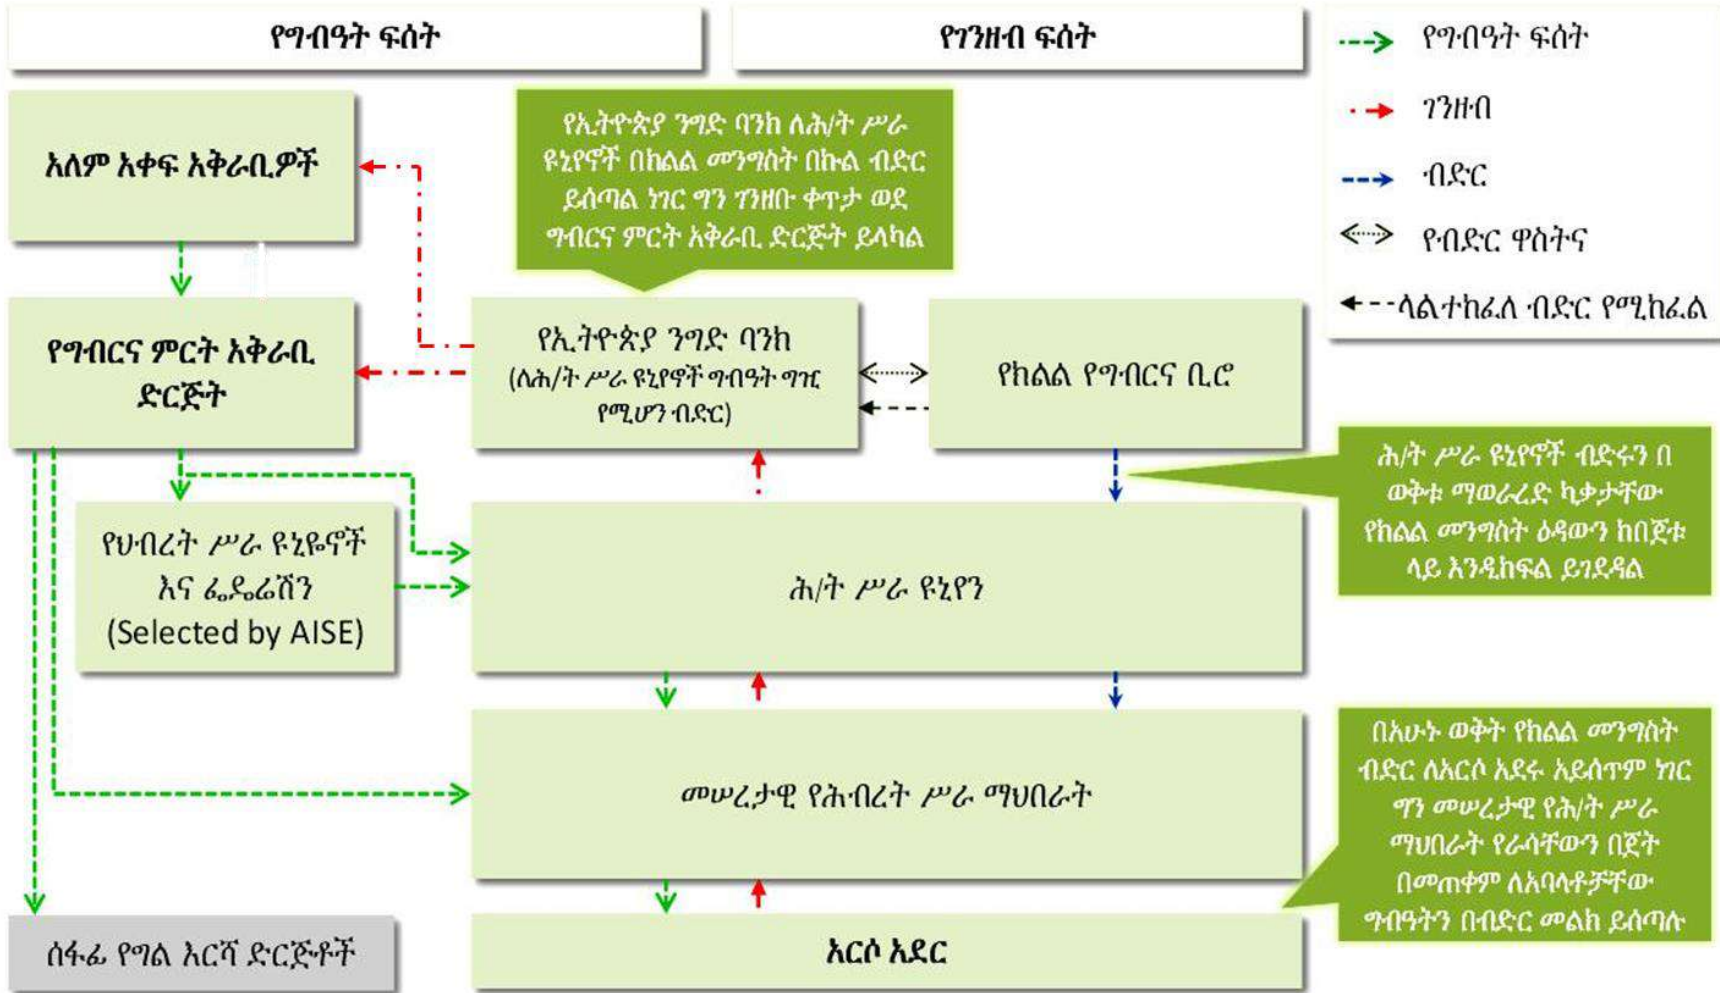 የግብዓት ፍሰት
የገንዘብ ፍሰት
የግብዓት ፍሰት
ገንዘብ
ብድር
የብድር ዋስትና
ላልተከፈለ ብድር የሚከፈል
አለም አቀፍ አቅራቢዎች
የኢትዮጵያ ንግድ ባንክ ለሕ/ት ሥራ
ዩኒየኖች በክልል መንግስት በኩል ብድር
ይሰጣል ነገር ግን ገንዘቡ ቀጥታ ወደ
ግብርና ምርት አቅራቢ ድርጅት ይላካል
የግብርና ምርት አቅራቢ
ድርጅት
የኢትዮጵያ ንግድ ባንክ
(ለሕ/ት ሥራ ዩኒየኖች ግብዓት ግዢ
የሚሆን ብድር)
የክልል የግብርና ቢሮ
ሕ/ት ሥራ ዩኒየኖች ብድሩን በ
ወቅቱ ማወራረድ ካቃታቸው
የክልል መንግስት ዕዳውን ከበጀቱ
ላይ እንዲከፍል ይገደዳል
የህብረት ሥራ ዩኒዬኖች
እና ፌዴሬሽን
(Selected by AISE)
ሕ/ት ሥራ ዩኒየን
መሠረታዊ የሕብረት ሥራ ማህበራት
በአሁኑ ወቅት የክልል መንግስት
ብድር ለአርሶ አደሩ አይሰጥም ነገር
ግን መሠረታዊ የሕ/ት ሥራ
ማህበራት የራሳቸውን በጀት
በመጠቀም ለአባላቶቻቸው
ግብዓትን በብድር መልክ ይሰጣሉ
ሰፋፊ የግል እርሻ ድርጅቶች
አርሶ አደር